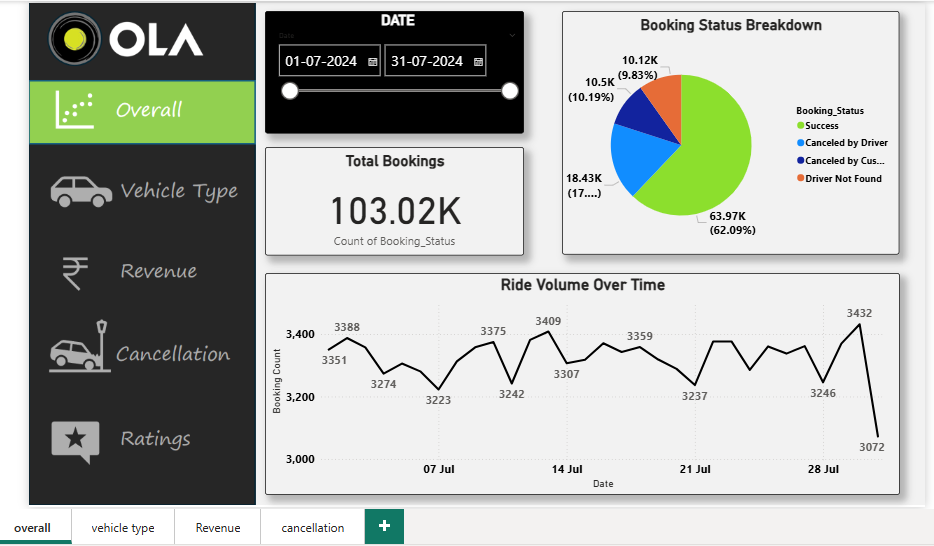 OLA
Overall
Vehicle Type
Revenue
Cancellation
Ratings
DATE
Date
01-07-2024
31-07-2024
Total Bookings
103.02K
Count of Booking_Status
Booking Status Breakdown
10.12K
(9.83%)
10.5K
(10.19%)
18.43K
(17....)
63.97K
(62.09%)
Booking_Status
Success
Canceled by Driver
Canceled by Cus...
Driver Not Found
Ride Volume Over Time
Booking Count
3,400
3,200
3,000
3351
3388
3274
3223
3375
3242
3409
3307
3359
3237
3246
3432
3072
07 Jul
14 Jul
21 Jul
28 Jul
Date
overall
vehicle type
Revenue
cancellation
+